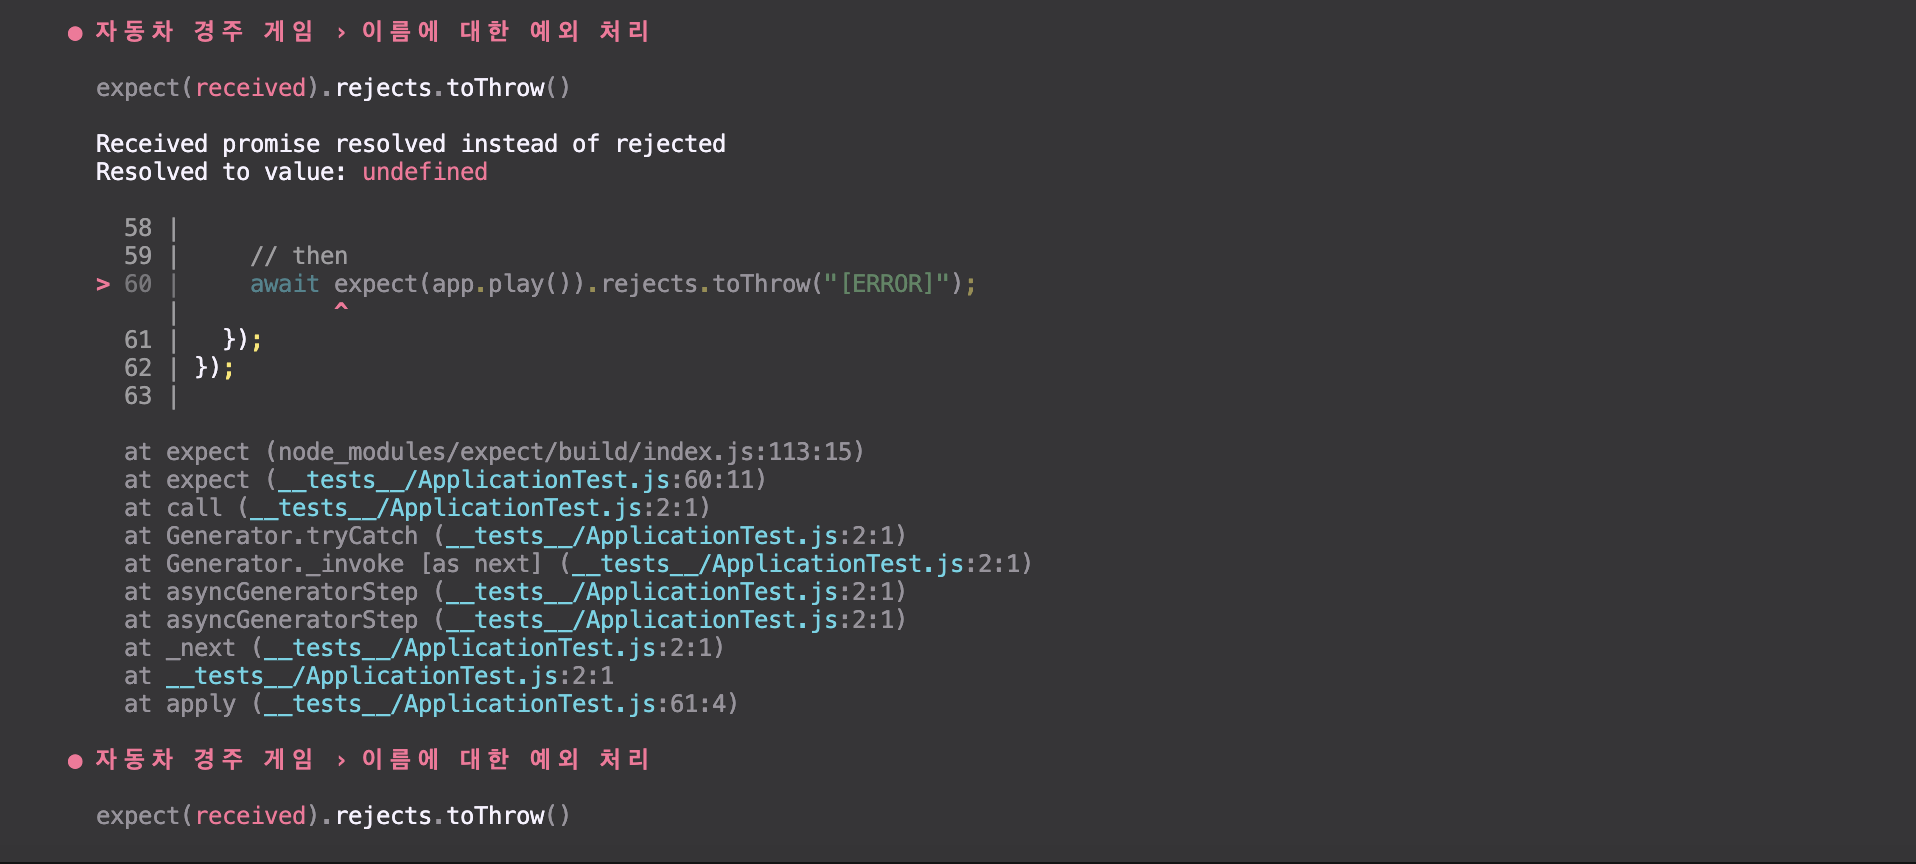 ● 자동차 경주 게임 › 이름에 대한 예외 처리
expect(received).rejects.toThrow()
Received promise resolved instead of rejected
Resolved to value: undefined
58 |
59 |     // then
> 60 |     await expect(app.play()).rejects.toThrow("[ERROR]");
|           ^
61 |   });
62 | });
63 |
at expect (node_modules/expect/build/index.js:113:15)
at expect (__tests__/ApplicationTest.js:60:11)
at call (__tests__/ApplicationTest.js:2:1)
at Generator.tryCatch (__tests__/ApplicationTest.js:2:1)
at Generator._invoke [as next] (__tests__/ApplicationTest.js:2:1)
at asyncGeneratorStep (__tests__/ApplicationTest.js:2:1)
at asyncGeneratorStep (__tests__/ApplicationTest.js:2:1)
at _next (__tests__/ApplicationTest.js:2:1)
at __tests__/ApplicationTest.js:2:1
at apply (__tests__/ApplicationTest.js:61:4)
● 자동차 경주 게임 › 이름에 대한 예외 처리
expect(received).rejects.toThrow()